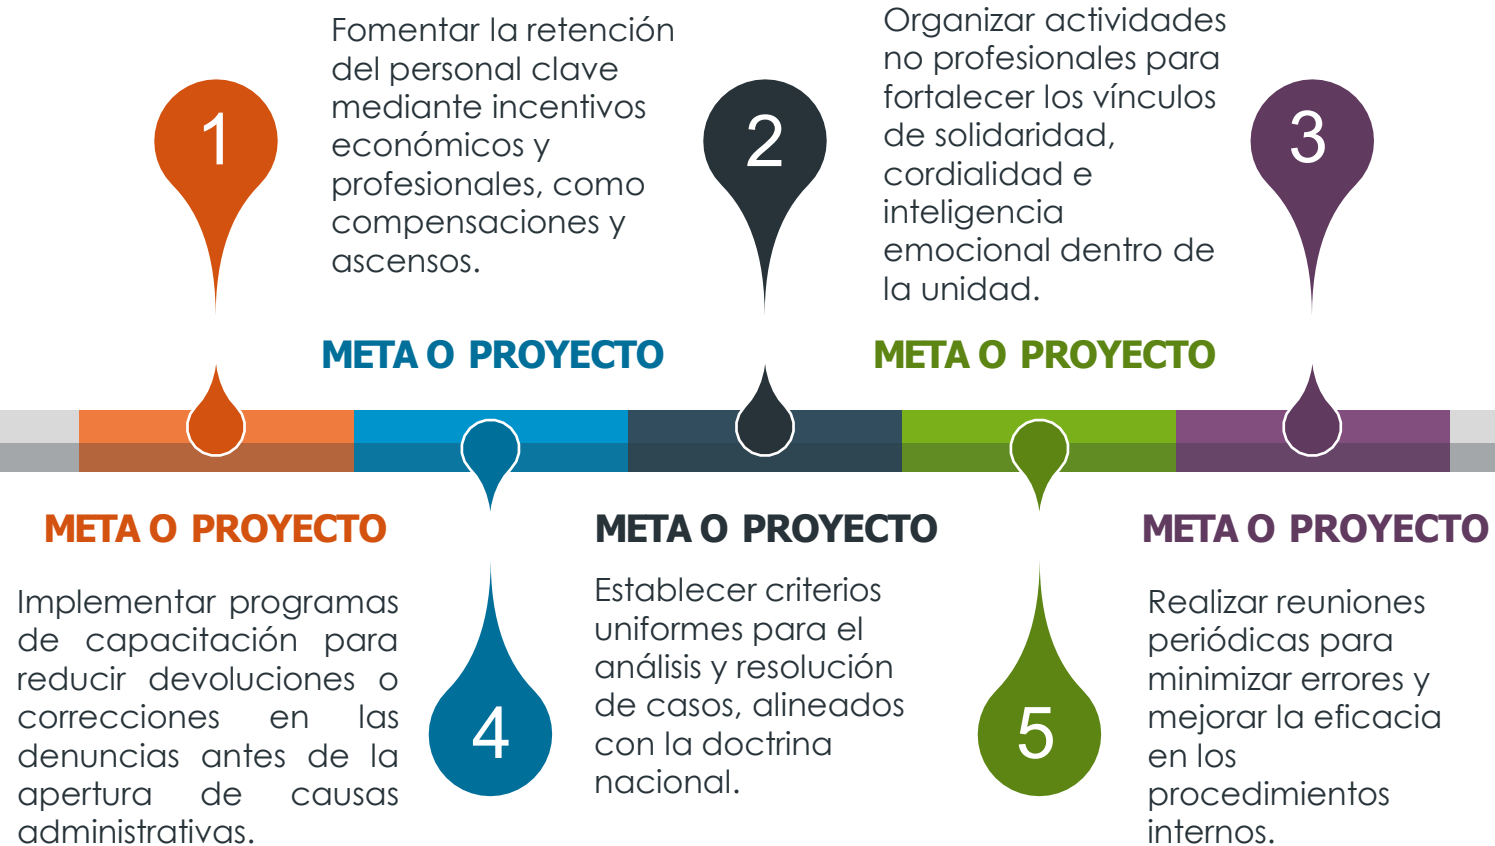 1
Fomentar la retención
del personal clave
mediante incentivos
económicos y
profesionales, como
compensaciones y
ascensos.
META O PROYECTO
2
Organizar actividades
no profesionales para
fortalecer los vínculos
de solidaridad,
cordialidad e
inteligencia
emocional dentro de
la unidad.
META O PROYECTO
3
META O PROYECTO
Implementar programas
de capacitación para
reducir devoluciones o
correcciones en las
denuncias antes de la
apertura de causas
administrativas.
4
META O PROYECTO
Establecer criterios
uniformes para el
análisis y resolución
de casos, alineados
con la doctrina
nacional.
5
META O PROYECTO
Realizar reuniones
periódicas para
minimizar errores y
mejorar la eficacia
en los
procedimientos
internos.